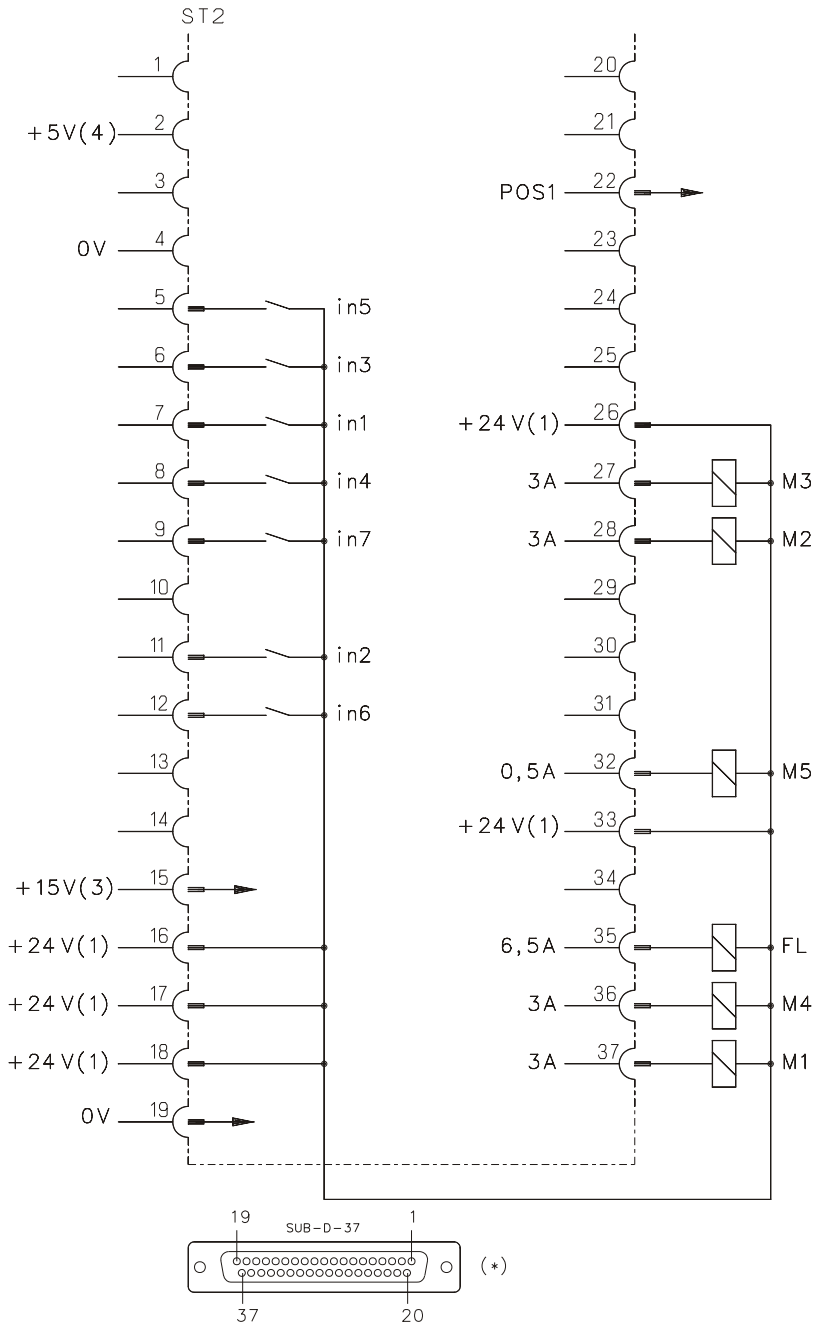 ST2
1
+5V(4) 2
3
0V 4
5 in5
6 in3
7 in1
8 in4
9 in7
10
11 in2
12 in6
13
14
+15V(3) 15
+24V(1) 16
+24V(1) 17
+24V(1) 18
0V 19
20
21
POS1 22
23
24
25
+24V(1) 26
3A 27 M3
3A 28 M2
29
30
31
0,5A 32 M5
+24V(1) 33
34
6,5A 35 FL
3A 36 M4
3A 37 M1
19 SUB-D-37 1
(*)
37 20